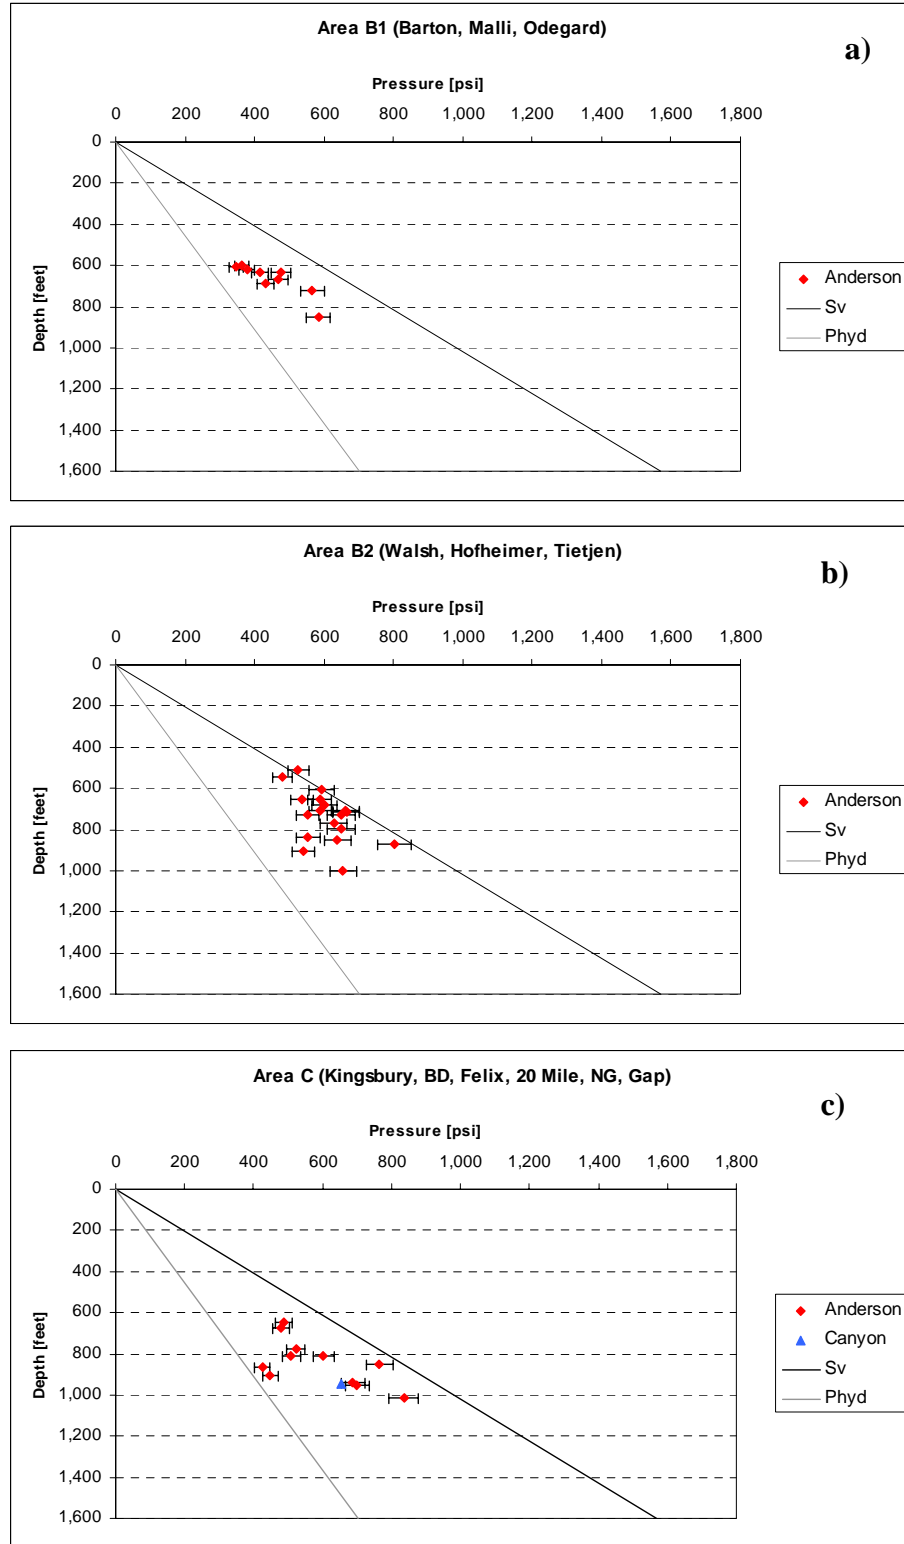 Area B1 (Barton, Malli, Odegard)
a)
Pressure [psi]
0 200 400 600 800 1,000 1,200 1,400 1,600 1,800
0
200
400
600
800
1,000
1,200
1,400
1,600
Depth [feet]
Anderson
Sv
Phyd
Area B2 (Walsh, Hofheimer, Tietjen)
b)
Pressure [psi]
0 200 400 600 800 1,000 1,200 1,400 1,600 1,800
0
200
400
600
800
1,000
1,200
1,400
1,600
Depth [feet]
Anderson
Sv
Phyd
Area C (Kingsbury, BD, Felix, 20 Mile, NG, Gap)
c)
Pressure [psi]
0 200 400 600 800 1,000 1,200 1,400 1,600 1,800
0
200
400
600
800
1,000
1,200
1,400
1,600
Depth [feet]
Anderson
Canyon
Sv
Phyd